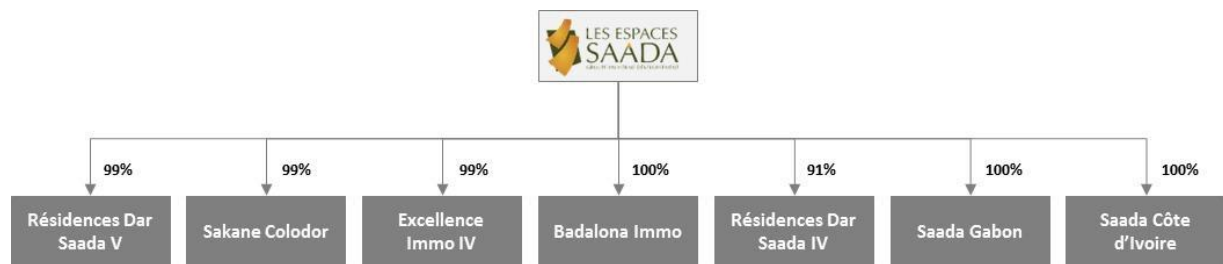 LES ESPACES
SAÂDA
99%
99%
99%
100%
91%
100%
100%
Résidences Dar
Saada V
Sakane Colodor
Excellence
Immo IV
Badalona Immo
Résidences Dar
Saada IV
Saada Gabon
Saada Côte
d’Ivoire